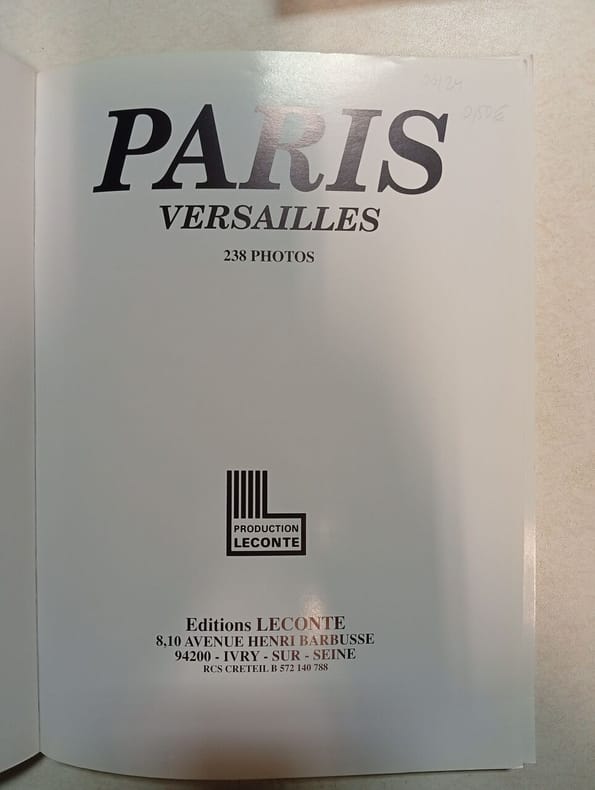 PARIS
VERSAILLES
238 PHOTOS
PRODUCTION
LECONTE
Editions LECONTE
8,10 AVENUE HENRI BARBUSSE
94200 - IVRY - SUR - SEINE
RCS CRETEIL B 572 140 788